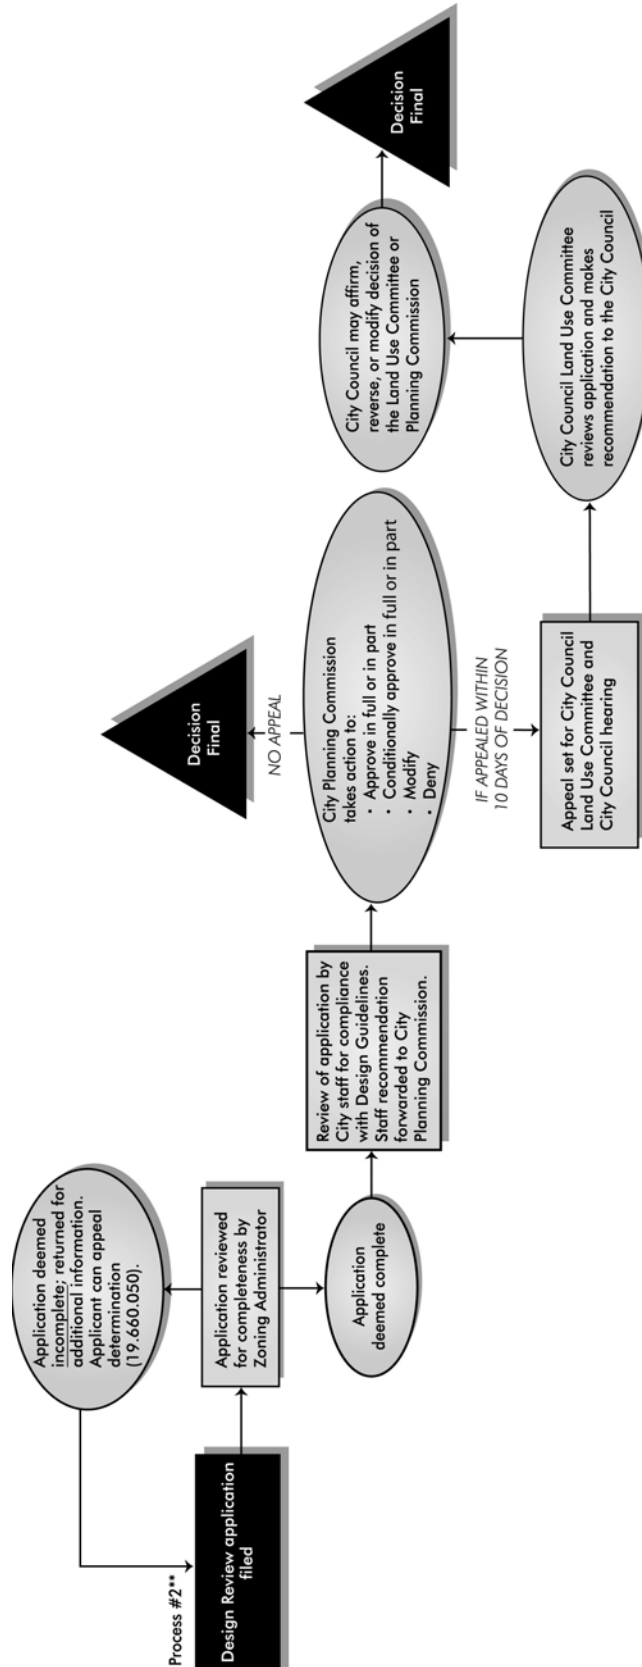 Process #2**
Design Review application
filed
Application deemed
incomplete; returned for
additional information.
Applicant can appeal
determination
(19.660.050).
Application reviewed
for completeness by
Zoning Administrator
Application
deemed complete
Review of application by
City staff for compliance
with Design Guidelines.
Staff recommendation
forwarded to City
Planning Commission.
Decision
Final
NO APPEAL
City Planning Commission
takes action to:
• Approve in full or in part
• Conditionally approve in full or in part
• Modify
• Deny
IF APPEALED WITHIN
10 DAYS OF DECISION
Appeal set for City Council
Land Use Committee and
City Council hearing
City Council Land Use Committee
reviews application and makes
recommendation to the City Council
City Council may affirm,
reverse, or modify decision of
the Land Use Committee or
Planning Commission
Decision
Final